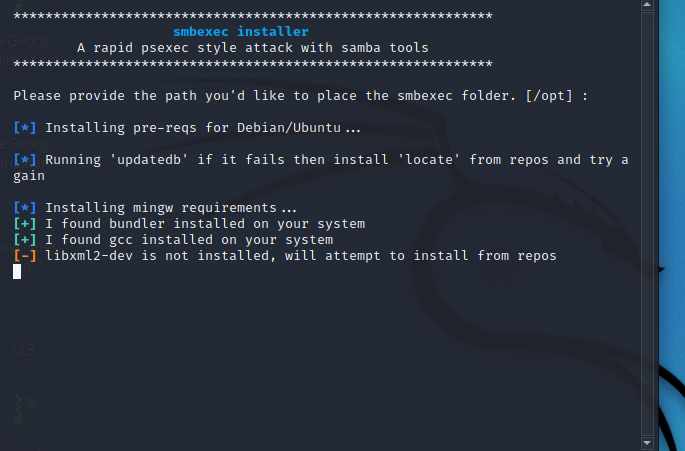 ************************************************************
smbexec installer
A rapid psexec style attack with samba tools
************************************************************
Please provide the path you'd like to place the smbexec folder. [/opt] :
[*] Installing pre-reqs for Debian/Ubuntu...
[*] Running 'updatedb' if it fails then install 'locate' from repos and try a
gain
[*] Installing mingw requirements...
[+] I found bundler installed on your system
[+] I found gcc installed on your system
[-] libxml2-dev is not installed, will attempt to install from repos
123